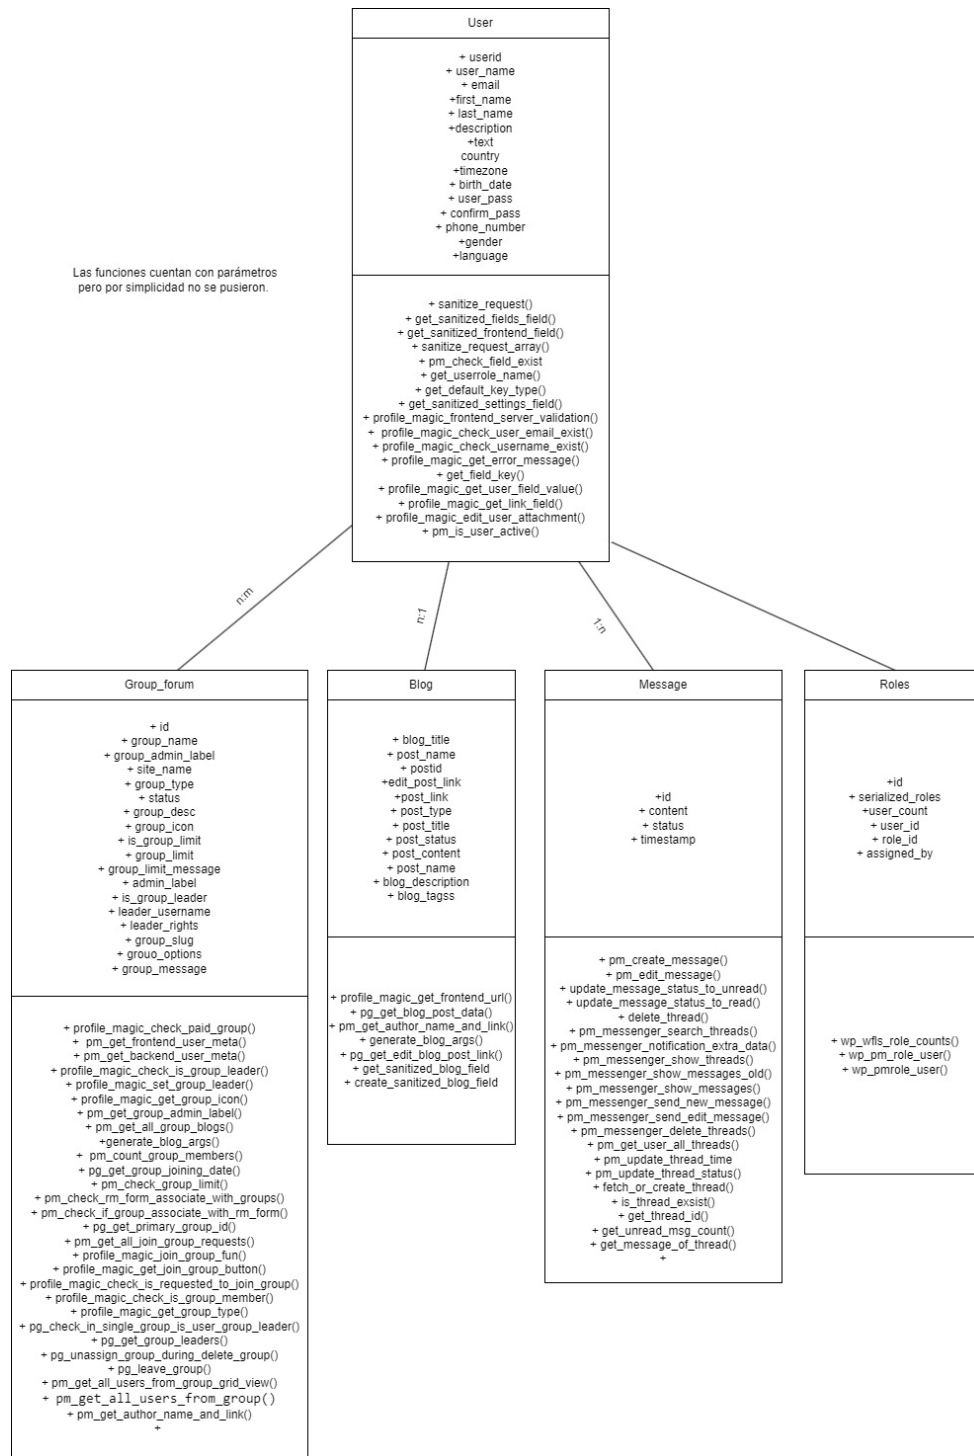 User
+ userid
+ user_name
+ email
+first_name
+ last_name
+description
+text
country
+timezone
+ birth_date
+ user_pass
+ confirm_pass
+ phone_number
+gender
+language
Las funciones cuentan con parámetros
pero por simplicidad no se pusieron.
+ sanitize_request()
+ get_sanitized_fields_field()
+ get_sanitized_frontend_field()
+ sanitize_request_array()
+ pm_check_field_exist
+ get_userrole_name()
+ get_default_key_type()
+ get_sanitized_settings_field()
+ profile_magic_frontend_server_validation()
+ profile_magic_check_user_email_exist()
+ profile_magic_check_username_exist()
+ profile_magic_get_error_message()
+ get_field_key()
+ profile_magic_get_user_field_value()
+ profile_magic_get_link_field()
+ profile_magic_edit_user_attachment()
+ pm_is_user_active()
n:m
n:1
1:n
Group_forum
+ id
+ group_name
+ group_admin_label
+ site_name
+ group_type
+ status
+ group_desc
+ group_icon
+ is_group_limit
+ group_limit
+ group_limit_message
+ admin_label
+ is_group_leader
+ leader_username
+ leader_rights
+ group_slug
+ grouo_options
+ group_message
+ profile_magic_check_paid_group()
+ pm_get_frontend_user_meta()
+ pm_get_backend_user_meta()
+ profile_magic_check_is_group_leader()
+ profile_magic_set_group_leader()
+ profile_magic_get_group_icon()
+ pm_get_group_admin_label()
+ pm_get_all_group_blogs()
+generate_blog_args()
+ pm_count_group_members()
+ pg_get_group_joining_date()
+ pm_check_group_limit()
+ pm_check_rm_form_associate_with_groups()
+ pm_check_if_group_associate_with_rm_form()
+ pg_get_primary_group_id()
+ pm_get_all_join_group_requests()
+ profile_magic_join_group_fun()
+ profile_magic_get_join_group_button()
+ profile_magic_check_is_requested_to_join_group()
+ profile_magic_check_is_group_member()
+ profile_magic_get_group_type()
+ pg_check_in_single_group_is_user_group_leader()
+ pg_get_group_leaders()
+ pg_unassign_group_during_delete_group()
+ pg_leave_group()
+ pm_get_all_users_from_group_grid_view()
+ pm_get_all_users_from_group()
+ pm_get_author_name_and_link()
+
Blog
+ blog_title
+ post_name
+ postid
+edit_post_link
+post_link
+ post_type
+ post_title
+ post_status
+ post_content
+ post_name
+ blog_description
+ blog_tagss
+ profile_magic_get_frontend_url()
+ pg_get_blog_post_data()
+ pm_get_author_name_and_link()
+ generate_blog_args()
+ pg_get_edit_blog_post_link()
+ get_sanitized_blog_field
+ create_sanitized_blog_field
Message
+id
+ content
+ status
+ timestamp
+ pm_create_message()
+ pm_edit_message()
+ update_message_status_to_unread()
+ update_message_status_to_read()
+ delete_thread()
+ pm_messenger_search_threads()
+ pm_messenger_notification_extra_data()
+ pm_messenger_show_threads()
+ pm_messenger_show_messages_old()
+ pm_messenger_show_messages()
+ pm_messenger_send_new_message()
+ pm_messenger_send_edit_message()
+ pm_messenger_delete_threads()
+ pm_get_user_all_threads()
+ pm_update_thread_time
+ pm_update_thread_status()
+ fetch_or_create_thread()
+ is_thread_exsist()
+ get_thread_id()
+ get_unread_msg_count()
+ get_message_of_thread()
+
Roles
+id
+ serialized_roles
+user_count
+ user_id
+ role_id
+ assigned_by
+ wp_wfls_role_counts()
+ wp_pm_role_user()
+ wp_pmrole_user()